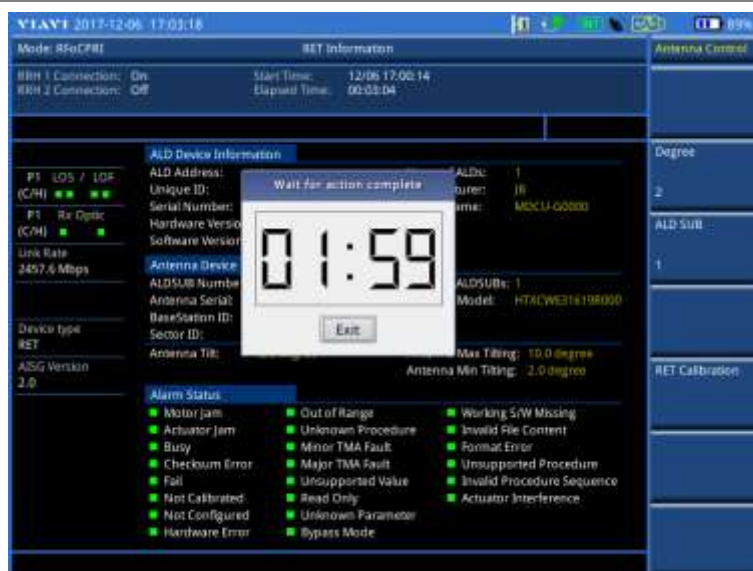 VIAVI 2017-12-06 17:03:18
89%
Mode: RFoCPRI
RET Information
Antenna Control
RRH 1 Connection: On
Start Time: 12/06 17:00:14
RRH 2 Connection: Off
Elapsed Time: 00:03:04
ALD Device Information
ALD Address:
ALDs: 1
Unique ID:
turer: JB
Serial Number:
ame: MDCU-G0000
Hardware Versio
Software Version
P1 LOS / LOF
(C/H)
P1 Rx Optic
(C/H)
Link Rate
2457.6 Mbps
Device type
RET
AISG Version
2.0
Wait for action complete
01:59
Exit
Antenna Device
ALDSUB Numbe
ALDSUBs: 1
Antenna Serial:
Model: HTXCWE316198000
BaseStation ID:
Sector ID:
Antenna Tilt:
Max Tilting: 10.0 degree
Antenna Min Tilting: 2.0 degree
Alarm Status
Motor Jam
Out of Range
Working S/W Missing
Actuator Jam
Unknown Procedure
Invalid File Content
Busy
Minor TMA Fault
Format Error
Checksum Error
Major TMA Fault
Unsupported Procedure
Fail
Unsupported Value
Invalid Procedure Sequence
Not Calibrated
Read Only
Actuator Interference
Not Configured
Unknown Parameter
Hardware Error
Bypass Mode
Degree
2
ALD SUB
1
RET Calibration